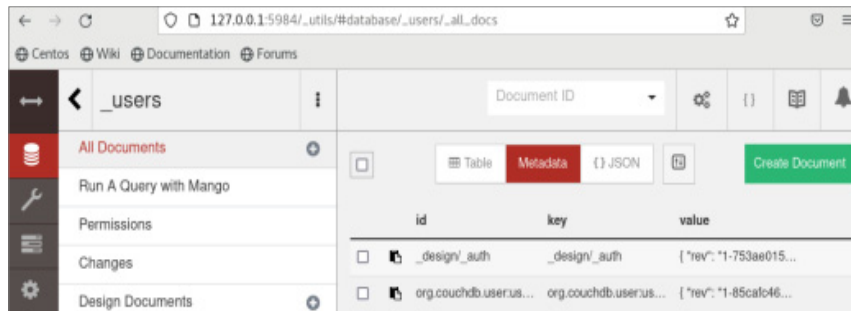 127.0.0.1:5984/_utils/#database/_users/_all_docs
Centos Wiki Documentation Forums
_users
Document ID
{ }
All Documents
Table Metadata {} JSON Create Document
Run A Query with Mango
Permissions
id key value
Changes
_design/_auth _design/_auth { "rev": "1-753ae015...
Design Documents
org.couchdb.user:us... org.couchdb.user:us... { "rev": "1-85cafc46...